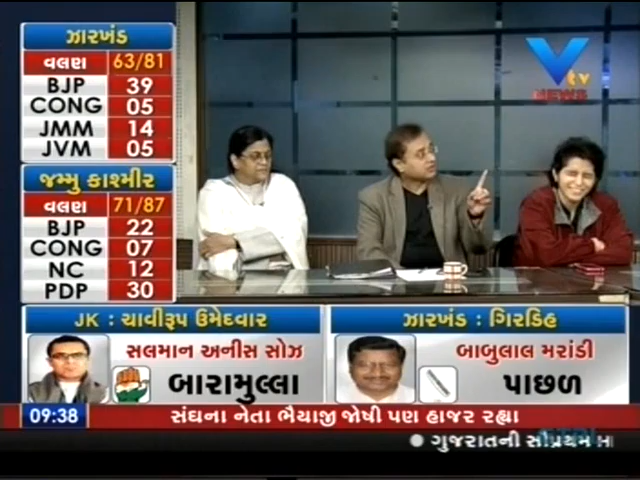 ઝારખંડ
વલણ 63/81
BJP 39
CONG 05
JMM 14
JVM 05
જમ્મુ કાશ્મીર
વલણ 71/87
BJP 22
CONG 07
NC 12
PDP 30
V
tv
NEWS
JK : ચાવીરૂપ ઉમેદવાર
સલમાન અનીસ સોઝ
બારામુલ્લા
ઝારખંડ : ગિરડિહ
બાબુલાલ મરાંડી
પાછળ
09:38 સંઘના નેતા ભૈયાજી જોષી પણ હાજર રહ્યા
ગુજરાતની સૌપ્રથમ